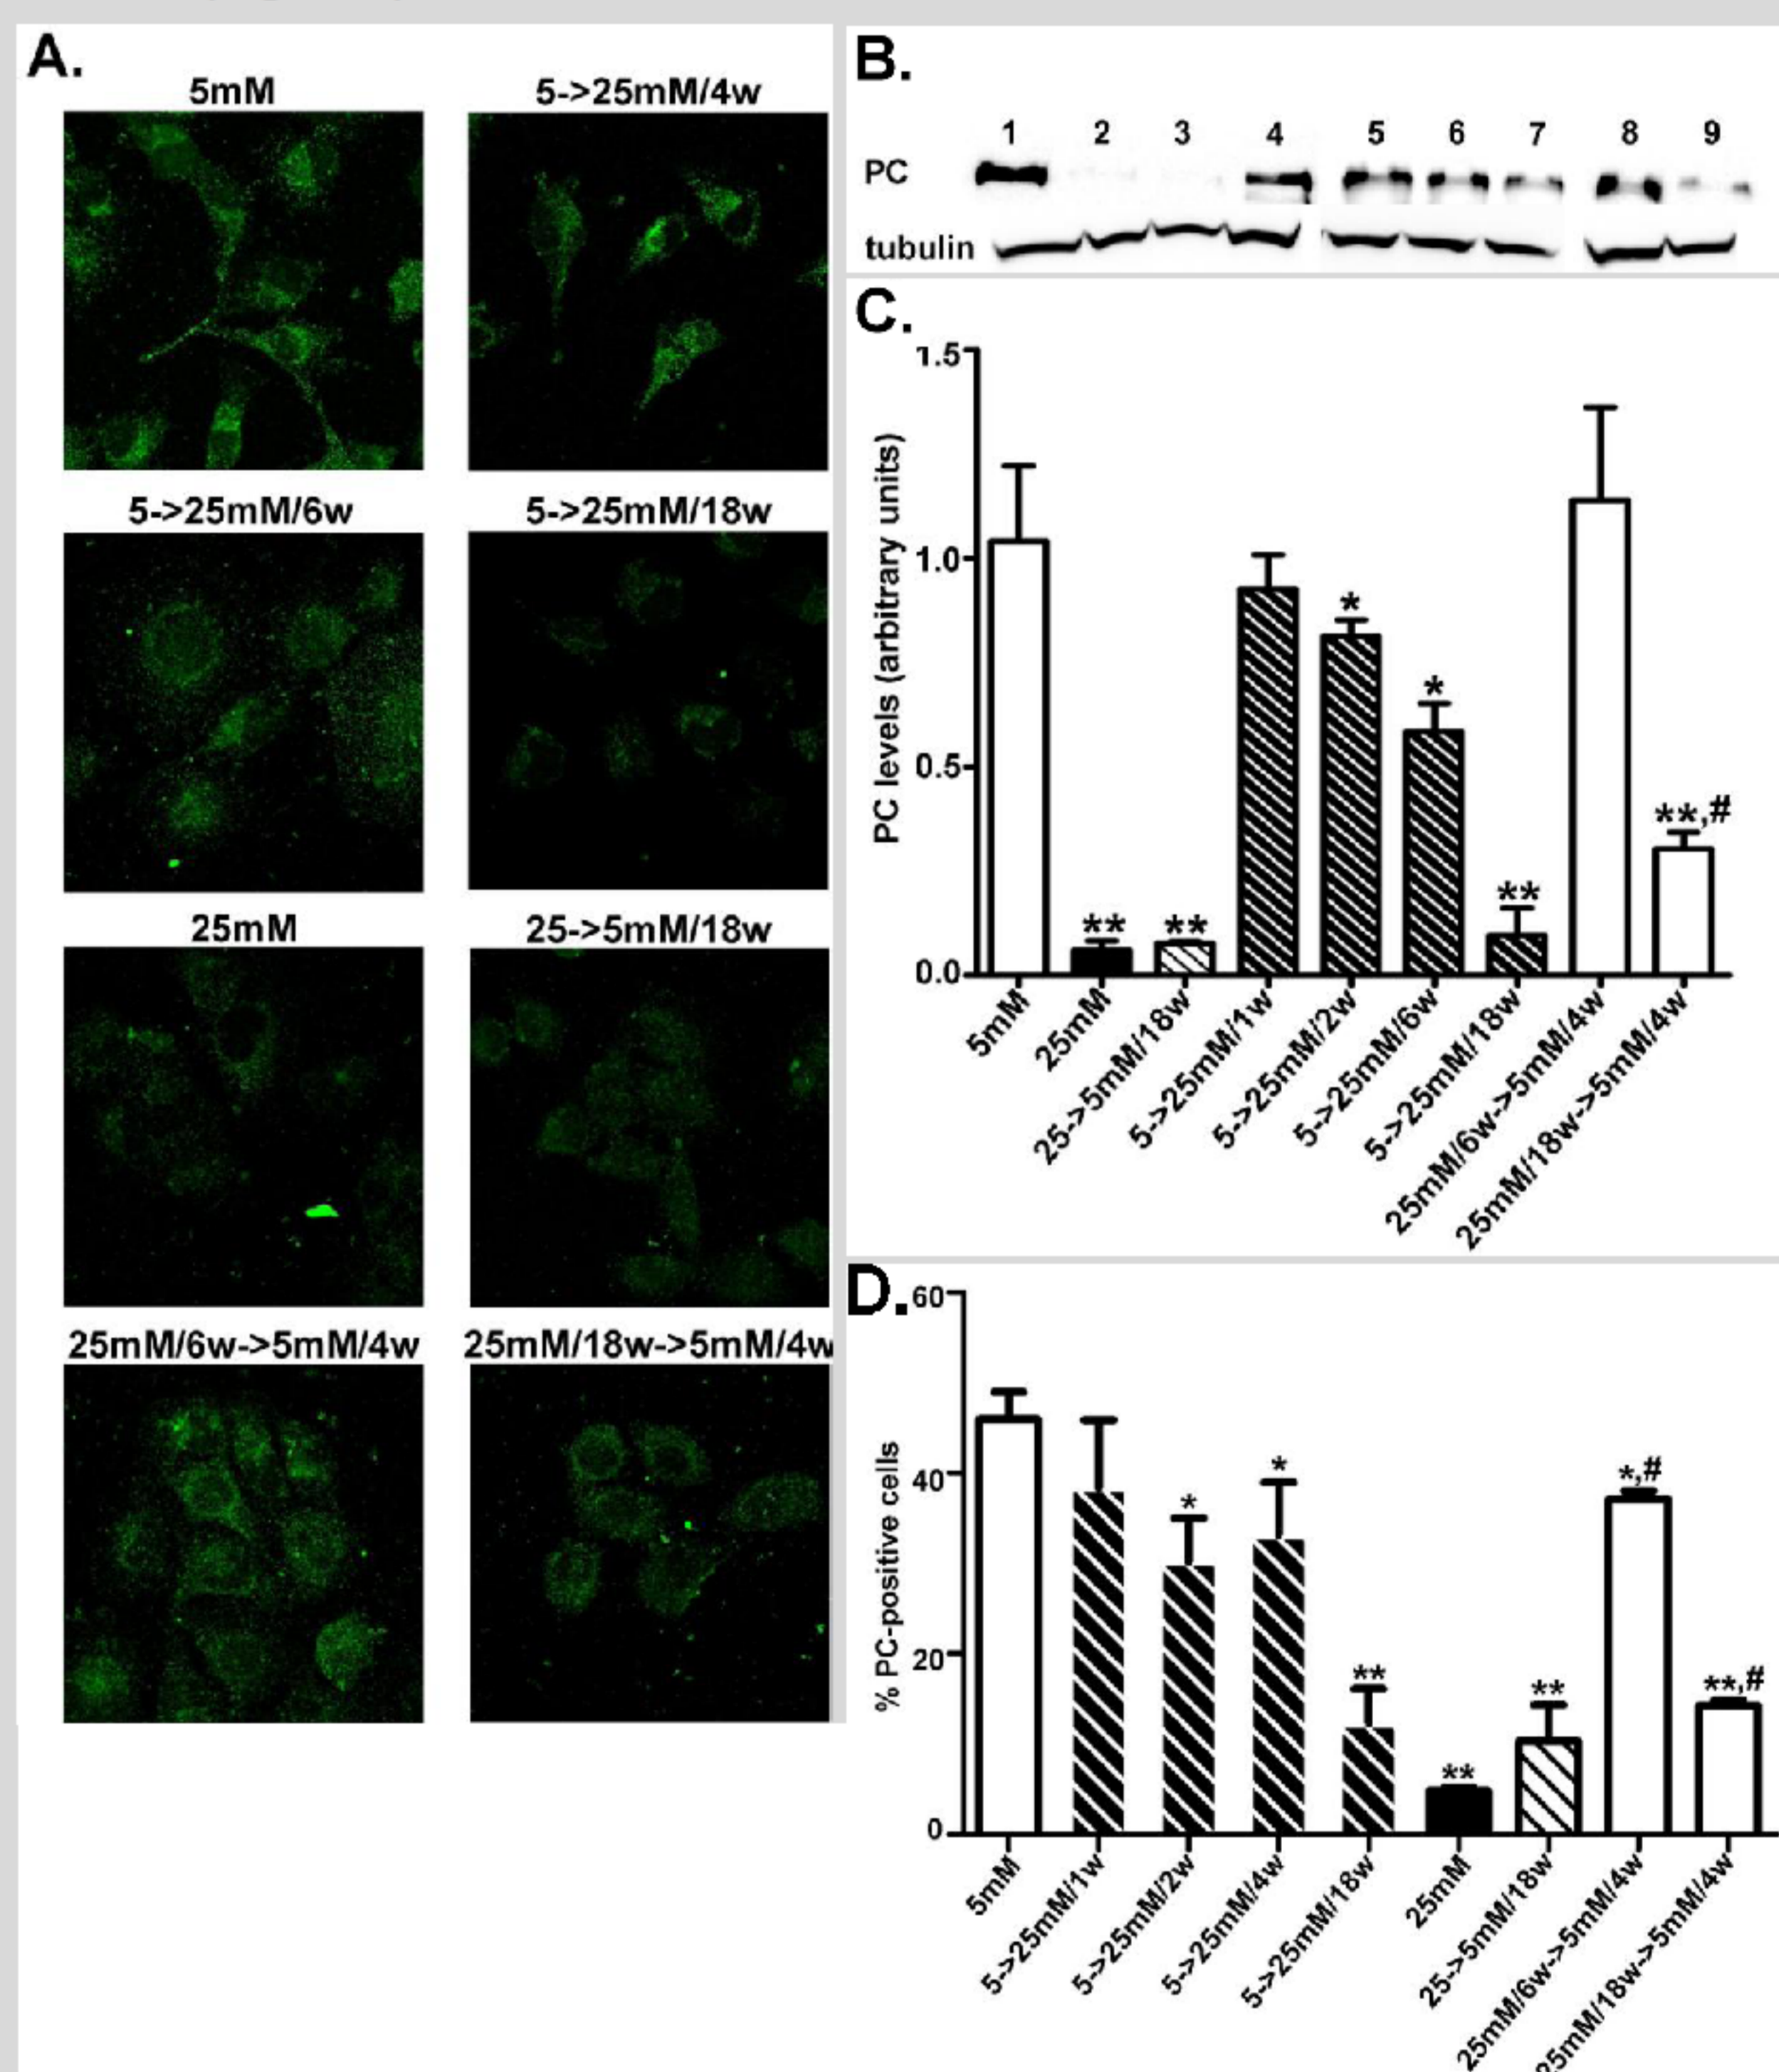 A.
5mM
5->25mM/4w
5->25mM/6w
5->25mM/18w
25mM
25->5mM/18w
25mM/6w->5mM/4w
25mM/18w->5mM/4w
B.
1 2 3 4 5 6 7 8 9
PC
tubulin
C.
PC levels (arbitrary units)
1.5
1.0
0.5
0.0
** ** * * ** **,#
5mM
25mM
25->5mM/18w
5->25mM/1w
5->25mM/2w
5->25mM/6w
5->25mM/18w
25mM/6w->5mM/4w
25mM/18w->5mM/4w
D.
% PC-positive cells
60
40
20
0
* * ** ** ** *,# **,#
5mM
5->25mM/1w
5->25mM/2w
5->25mM/4w
5->25mM/18w
25mM
25->5mM/18w
25mM/6w->5mM/4w
25mM/18w->5mM/4w